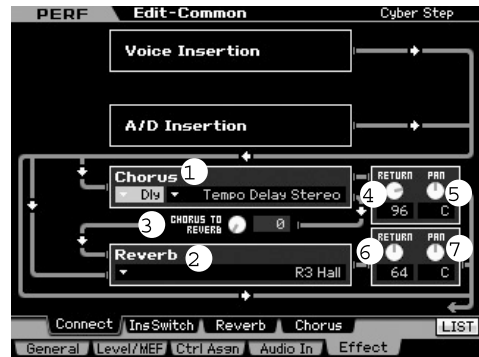 PERF Edit-Common Cyber Step
Voice Insertion
A/D Insertion
Chorus 1
Dly Tempo Delay Stereo
RETURN PAN
4 5
96 C
3 CHORUS TO REVERB 0
Reverb 2
R3 Hall
RETURN PAN
6 7
64 C
Connect InsSwitch Reverb Chorus LIST
General Level/MEF Ctrl Asgn Audio In Effect